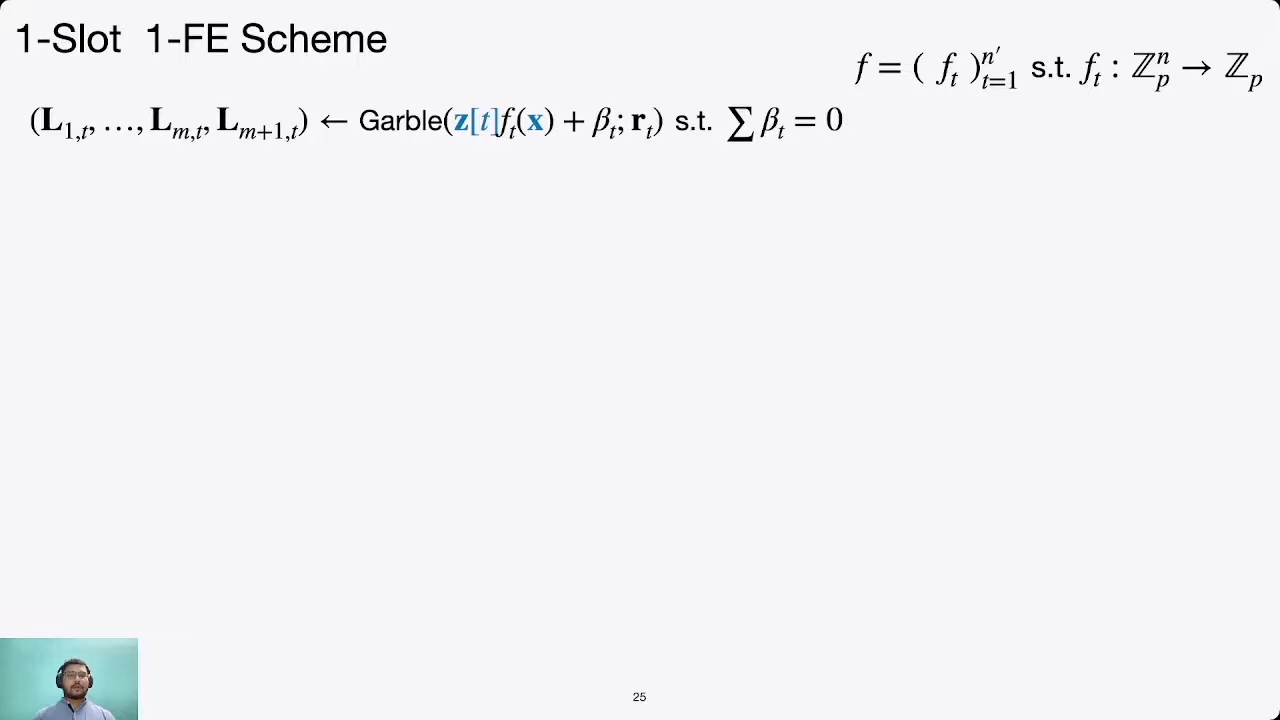 1-Slot 1-FE Scheme
f = ( f_t )_{t=1}^{n'} s.t. f_t : ℤ_p^n → ℤ_p
(𝐋_{1,t}, …, 𝐋_{m,t}, 𝐋_{m+1,t}) ← Garble(𝐳[t]f_t(𝐱) + β_t; 𝐫_t) s.t. ∑ β_t = 0
25